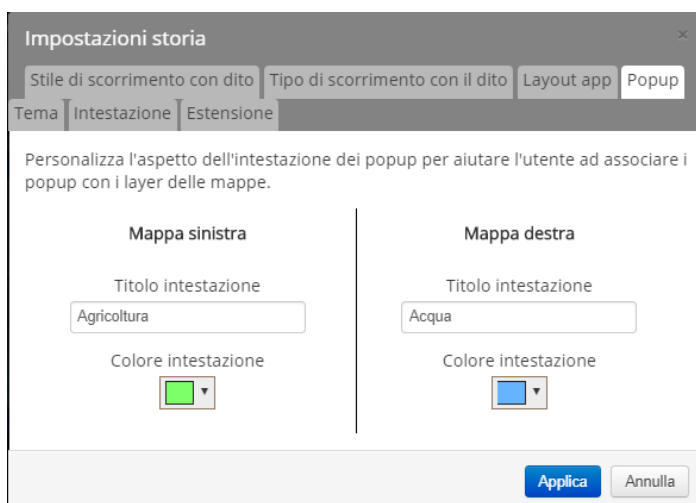 Impostazioni storia
×
Stile di scorrimento con dito Tipo di scorrimento con il dito Layout app Popup
Tema Intestazione Estensione
Personalizza l'aspetto dell'intestazione dei popup per aiutare l'utente ad associare i
popup con i layer delle mappe.
Mappa sinistra
Titolo intestazione
Agricoltura
Colore intestazione
Mappa destra
Titolo intestazione
Acqua
Colore intestazione
Applica Annulla